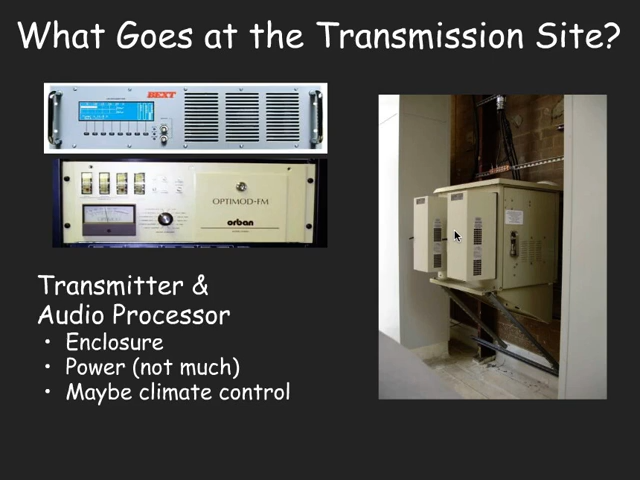 What Goes at the Transmission Site?
BEXT
OPTIMOD-FM
orban
Transmitter &
Audio Processor
• Enclosure
• Power (not much)
• Maybe climate control